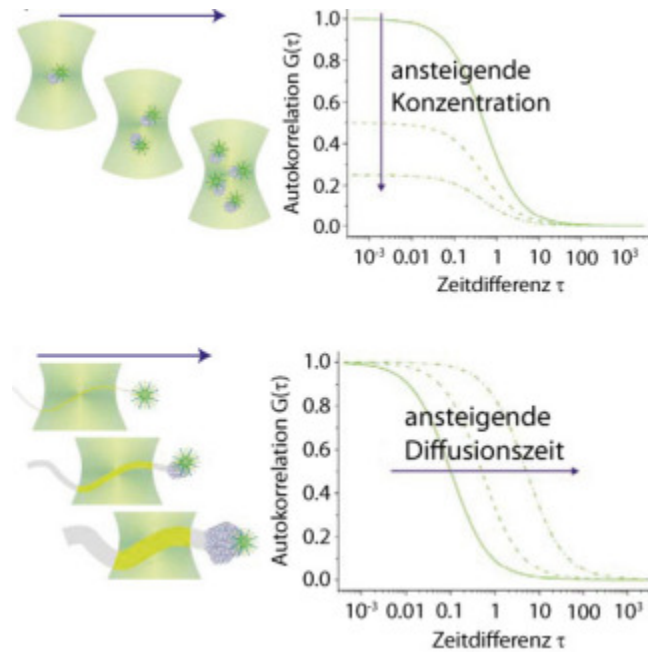 Autokorrelation G(τ)
1.0
0.8
0.6
0.4
0.2
0.0
ansteigende
Konzentration
10⁻³ 0.01 0.1 1 10 100 10³
Zeitdifferenz τ
Autokorrelation G(τ)
1.0
0.8
0.6
0.4
0.2
0.0
ansteigende
Diffusionszeit
10⁻³ 0.01 0.1 1 10 100 10³
Zeitdifferenz τ